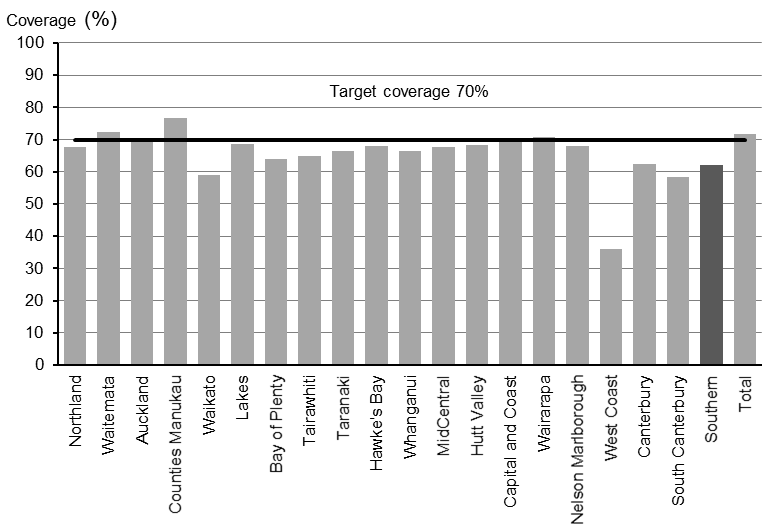 Coverage (%)
100
90
80
70
60
50
40
30
20
10
0
Target coverage 70%
Northland
Waitemata
Auckland
Counties Manukau
Waikato
Lakes
Bay of Plenty
Tairawhiti
Taranaki
Hawke's Bay
Whanganui
MidCentral
Hutt Valley
Capital and Coast
Wairarapa
Nelson Marlborough
West Coast
Canterbury
South Canterbury
Southern
Total